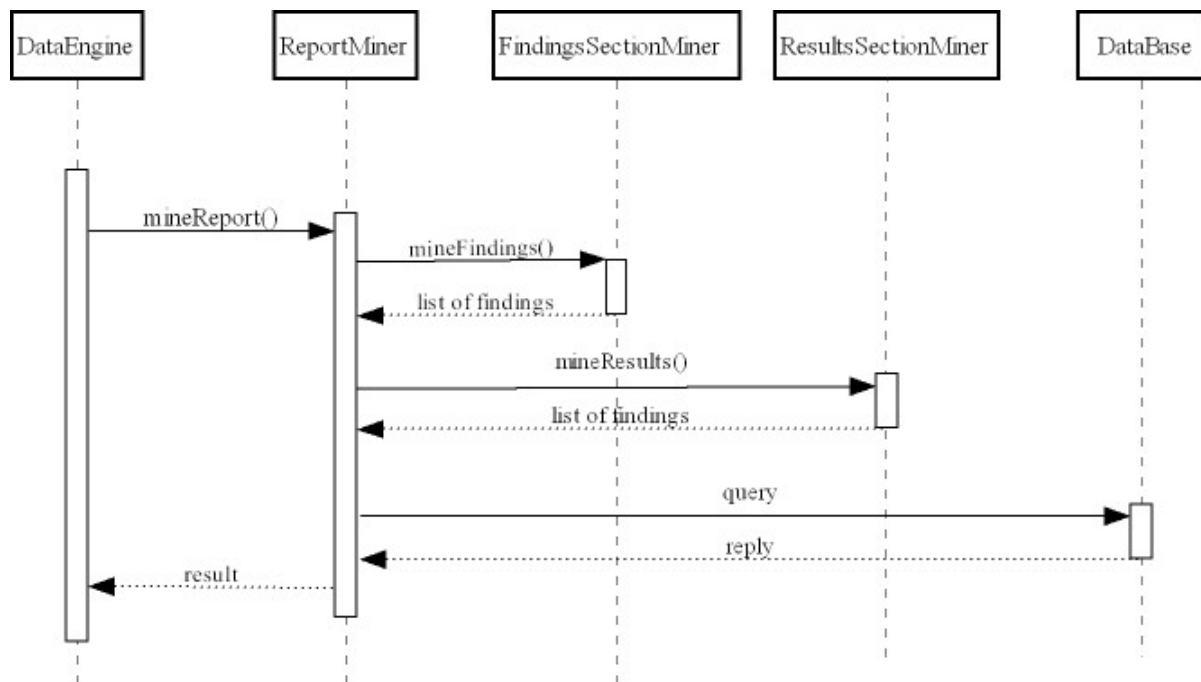 DataEngine
ReportMiner
FindingsSectionMiner
ResultsSectionMiner
DataBase
mineReport()
mineFindings()
list of findings
mineResults()
list of findings
query
reply
result